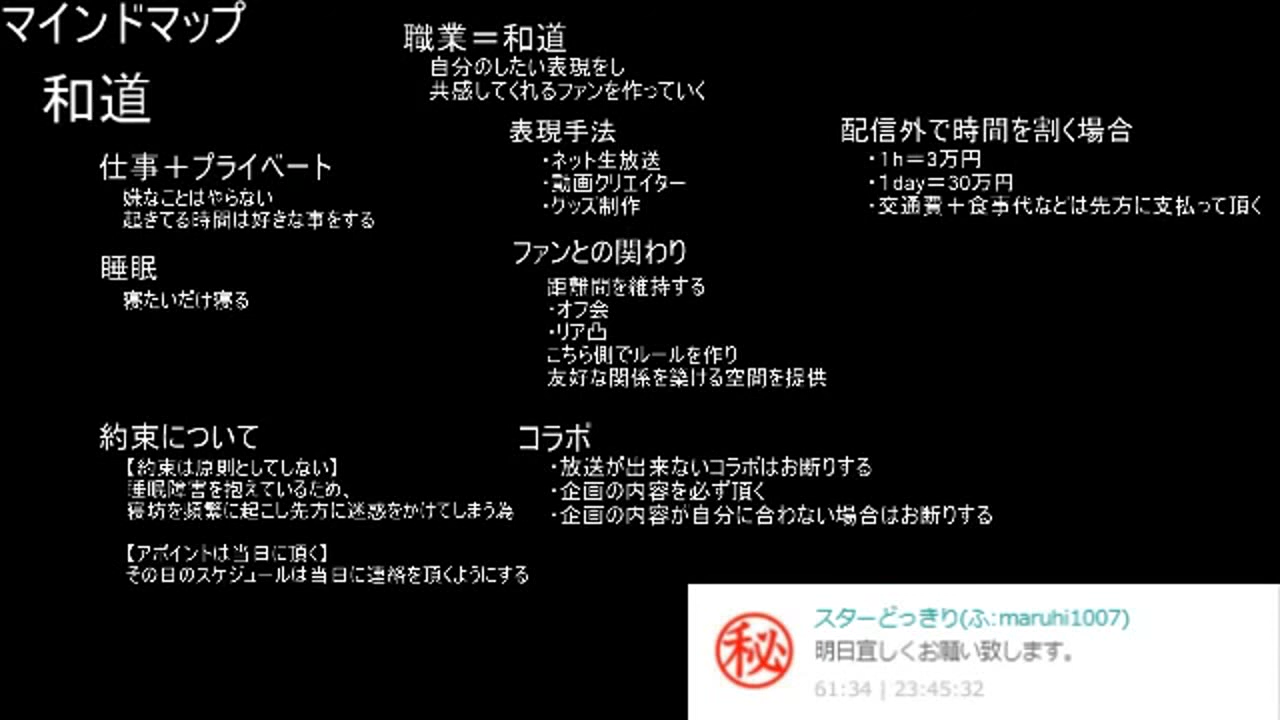 マインドマップ
和道
仕事＋プライベート
嫌なことはやらない
起きてる時間は好きな事をする
睡眠
寝たいだけ寝る
約束について
【約束は原則としてしない】
睡眠障害を抱えているため、
寝坊を頻繁に起こし先方に迷惑をかけてしまう為
【アポイントは当日に頂く】
その日のスケジュールは当日に連絡を頂くようにする
職業＝和道
自分のしたい表現をし
共感してくれるファンを作っていく
表現手法
・ネット生放送
・動画クリエイター
・グッズ制作
ファンとの関わり
距離間を維持する
・オフ会
・リア凸
こちら側でルールを作り
友好な関係を築ける空間を提供
コラボ
・放送が出来ないコラボはお断りする
・企画の内容を必ず頂く
・企画の内容が自分に合わない場合はお断りする
配信外で時間を割く場合
・1h＝3万円
・1day＝30万円
・交通費＋食事代などは先方に支払って頂く
秘
スターどっきり(ふ:maruhi1007)
明日宜しくお願い致します。
61:34 | 23:45:32